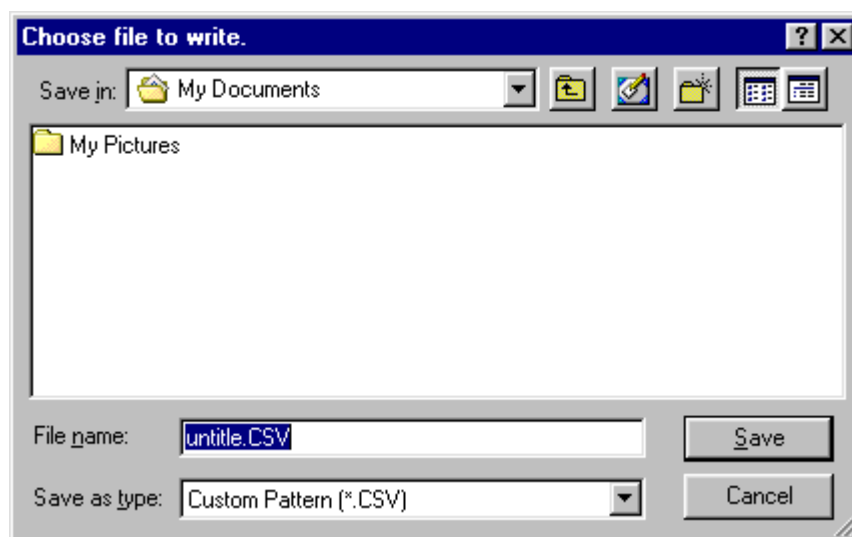 Choose file to write.
Save in: My Documents
My Pictures
File name: untitle.CSV Save
Save as type: Custom Pattern (*.CSV) Cancel